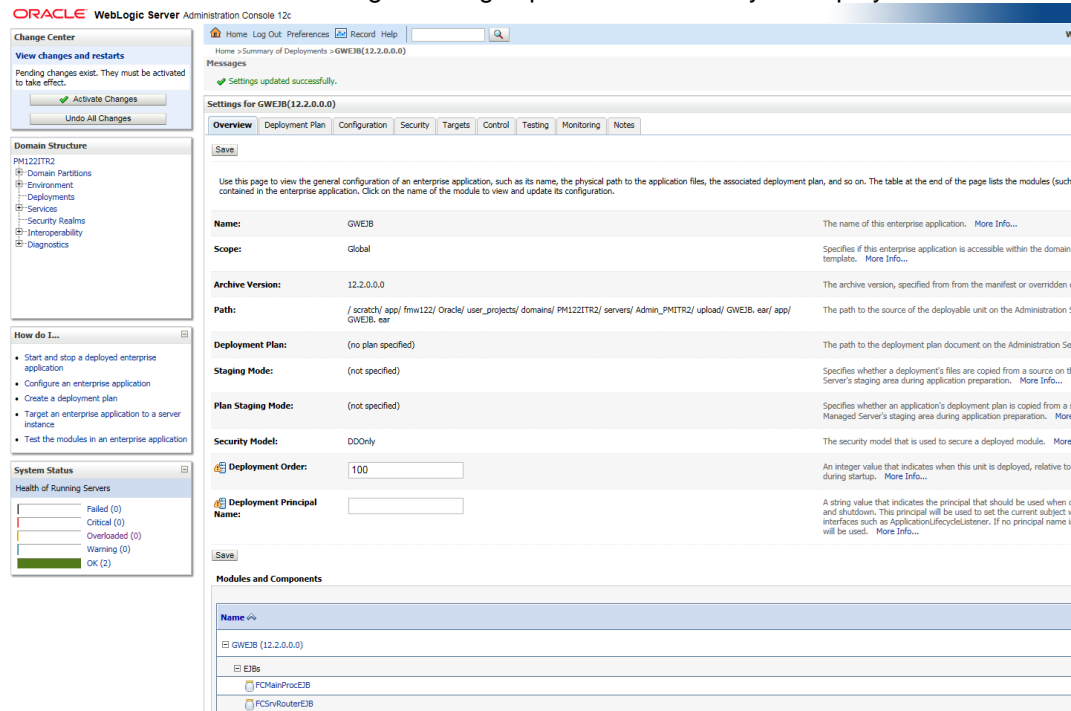 ORACLE WebLogic Server Administration Console 12c
Change Center
View changes and restarts
Pending changes exist. They must be activated
to take effect.
Activate Changes
Undo All Changes
Domain Structure
PM122ITR2
Domain Partitions
Environment
Deployments
Services
Security Realms
Interoperability
Diagnostics
How do I...
Start and stop a deployed enterprise
application
Configure an enterprise application
Create a deployment plan
Target an enterprise application to a server
instance
Test the modules in an enterprise application
System Status
Health of Running Servers
Failed (0)
Critical (0)
Overloaded (0)
Warning (0)
OK (2)
Home Log Out Preferences Record Help
Home >Summary of Deployments >GWEJB(12.2.0.0.0)
Messages
Settings updated successfully.
Settings for GWEJB(12.2.0.0.0)
Overview Deployment Plan Configuration Security Targets Control Testing Monitoring Notes
Save
Use this page to view the general configuration of an enterprise application, such as its name, the physical path to the application files, the associated deployment plan, and so on. The table at the end of the page lists the modules (such
contained in the enterprise application. Click on the name of the module to view and update its configuration.
Name: GWEJB The name of this enterprise application. More Info...
Scope: Global Specifies if this enterprise application is accessible within the domain
template. More Info...
Archive Version: 12.2.0.0.0 The archive version, specified from from the manifest or overridden
Path: / scratch/ app/ fmw122/ Oracle/ user_projects/ domains/ PM122ITR2/ servers/ Admin_PMITR2/ upload/ GWEJB. ear/ app/ The path to the source of the deployable unit on the Administration
GWEJB. ear
Deployment Plan: (no plan specified) The path to the deployment plan document on the Administration Se
Staging Mode: (not specified) Specifies whether a deployment's files are copied from a source on
Server's staging area during application preparation. More Info...
Plan Staging Mode: (not specified) Specifies whether an application's deployment plan is copied from a
Managed Server's staging area during application preparation. More
Security Model: DDOnly The security model that is used to secure a deployed module. More
Deployment Order: 100 An integer value that indicates when this unit is deployed, relative to
during startup. More Info...
Deployment Principal A string value that indicates the principal that should be used when
Name: and shutdown. This principal will be used to set the current subject
interfaces such as ApplicationLifecycleListener. If no principal name
will be used. More Info...
Save
Modules and Components
Name
GWEJB (12.2.0.0.0)
EJBs
FCMainProcEJB
FCSrvRouterEJB